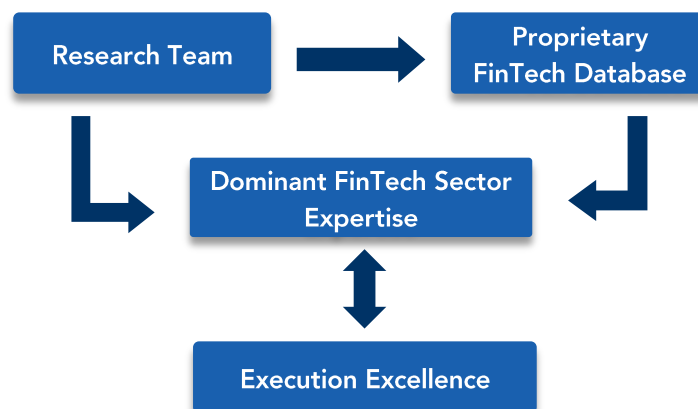 Research Team
Proprietary
FinTech Database
Dominant FinTech Sector
Expertise
Execution Excellence